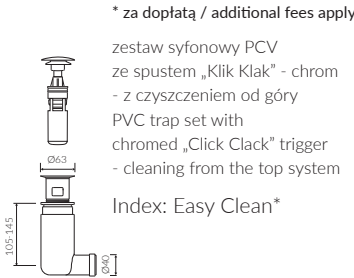 * za dopłatą / additional fees apply
zestaw syfonowy PCV
ze spustem „Klik Klak” - chrom
- z czyszczeniem od góry
PVC trap set with
chromed „Click Clack” trigger
- cleaning from the top system
Index: Easy Clean*
Ø63
105-145
Ø40